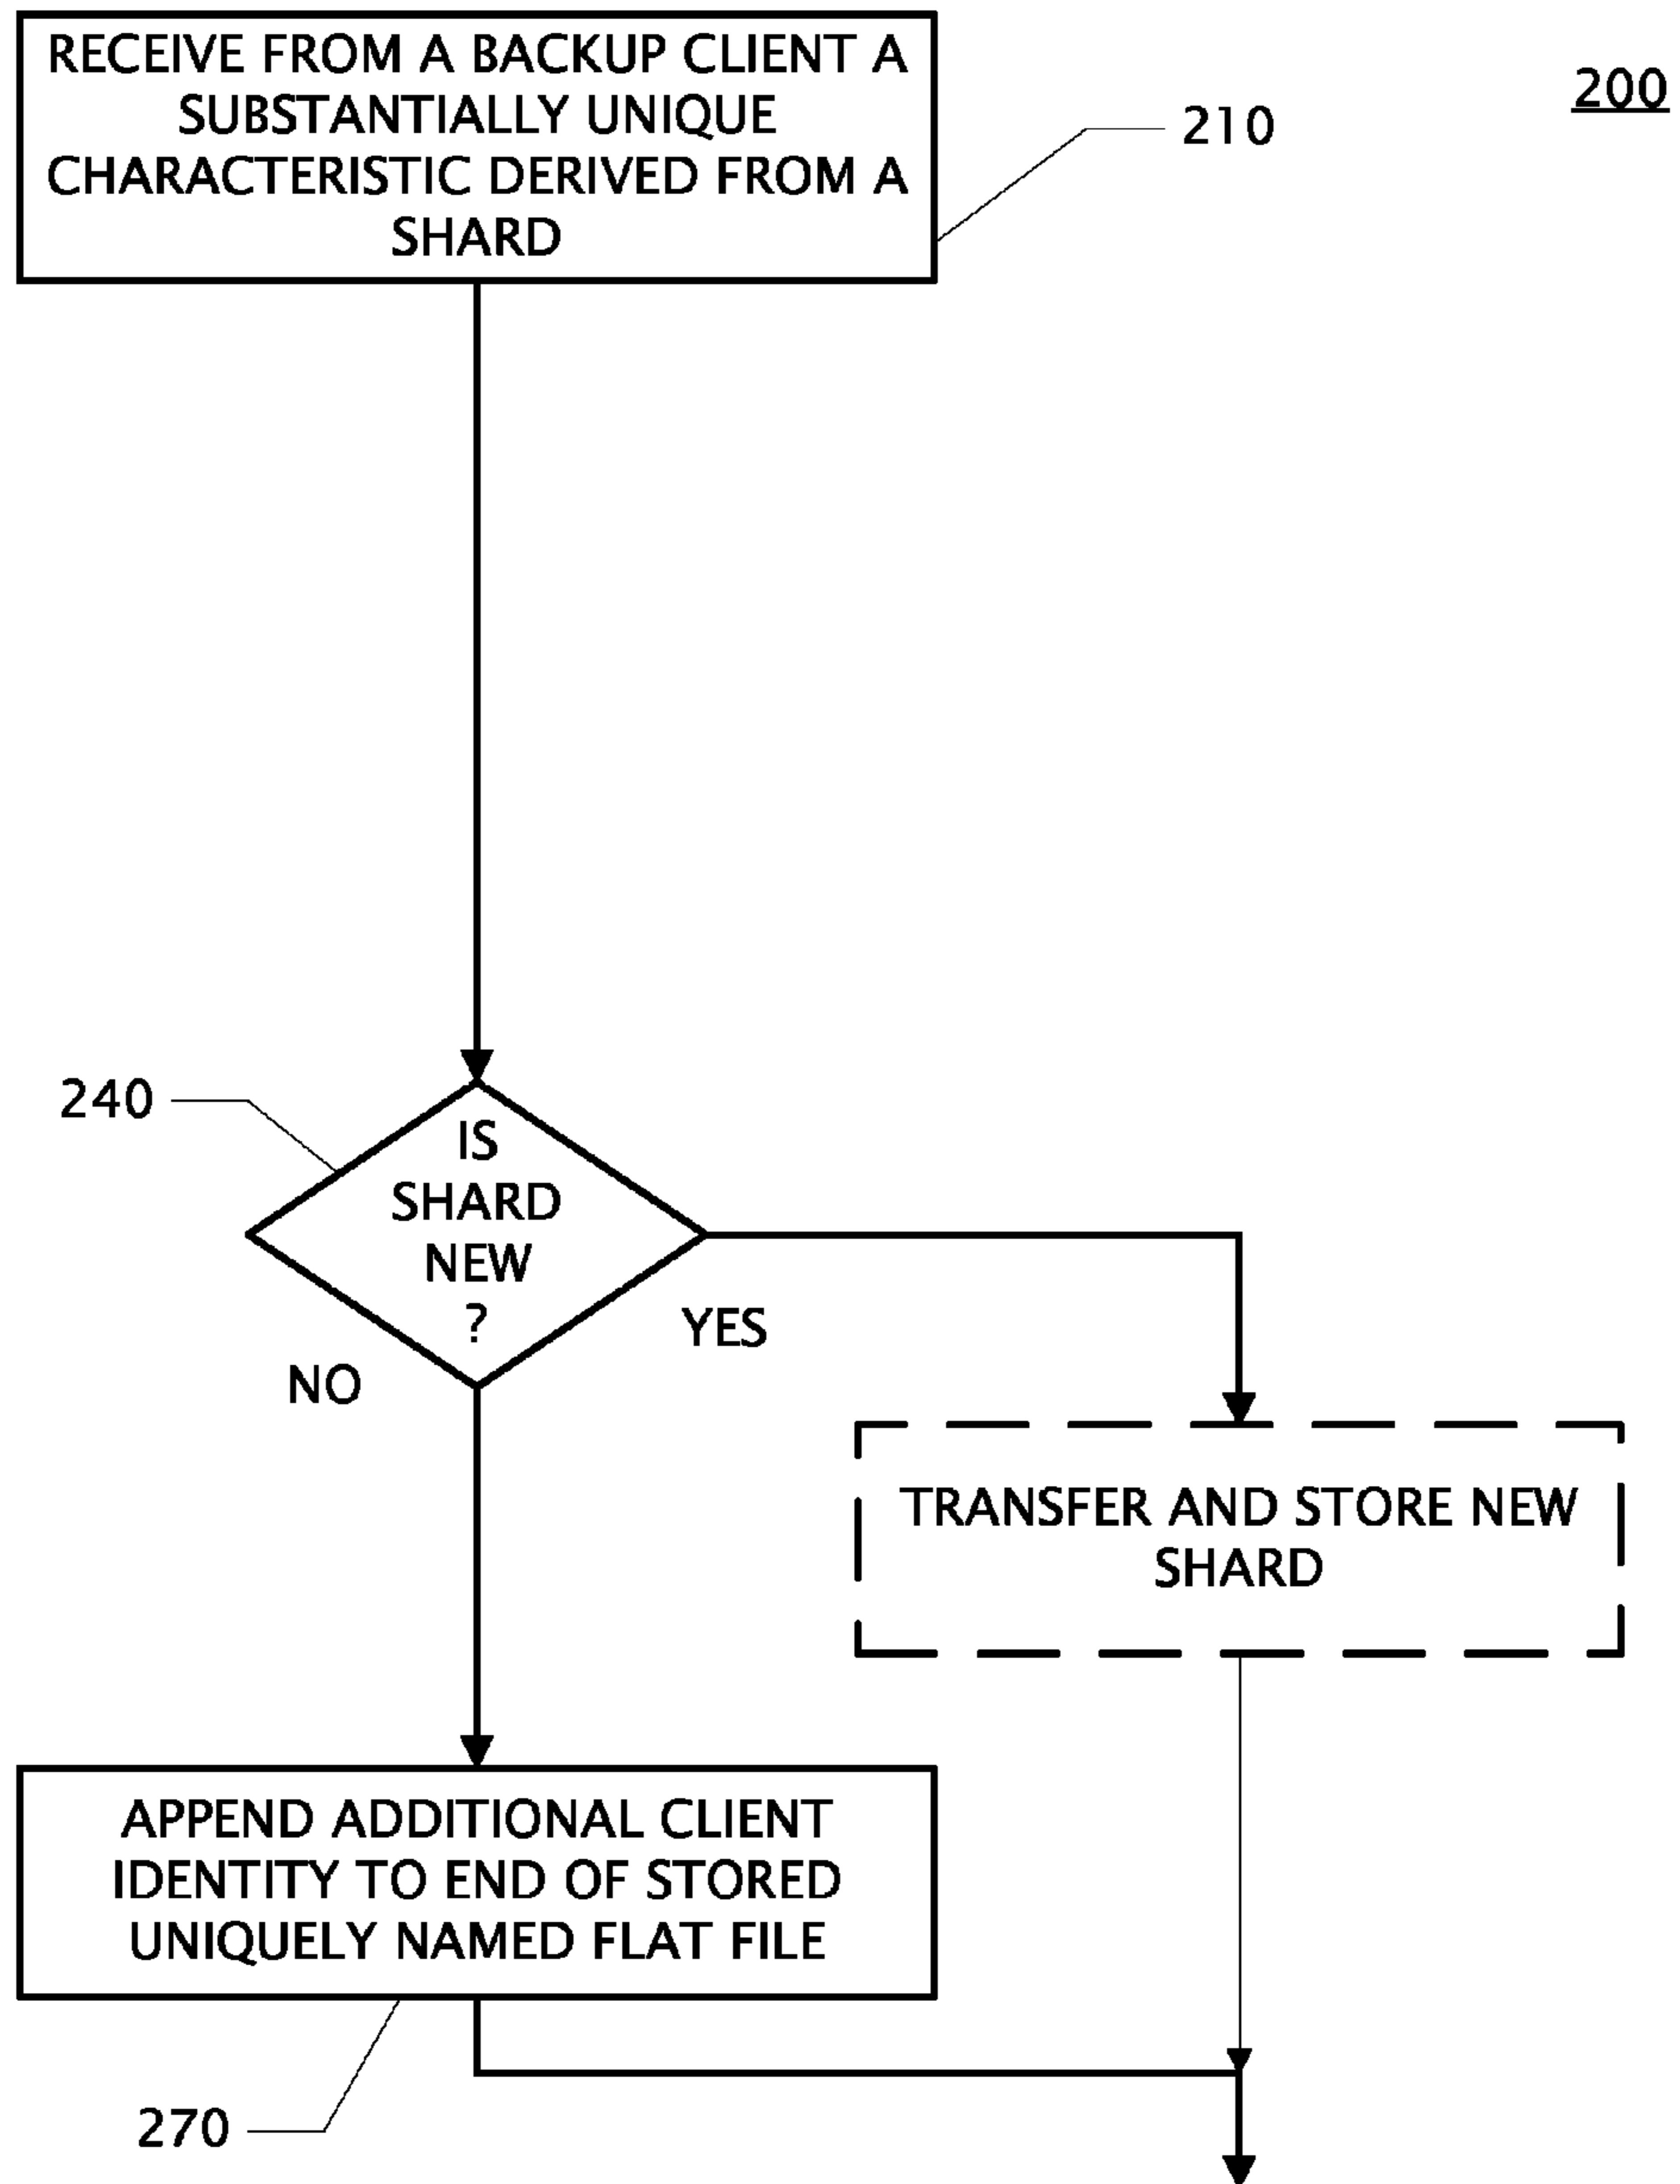 RECEIVE FROM A BACKUP CLIENT A
SUBSTANTIALLY UNIQUE
CHARACTERISTIC DERIVED FROM A
SHARD
200
210
240
IS
SHARD
NEW
?
YES
NO
TRANSFER AND STORE NEW
SHARD
APPEND ADDITIONAL CLIENT
IDENTITY TO END OF STORED
UNIQUELY NAMED FLAT FILE
270